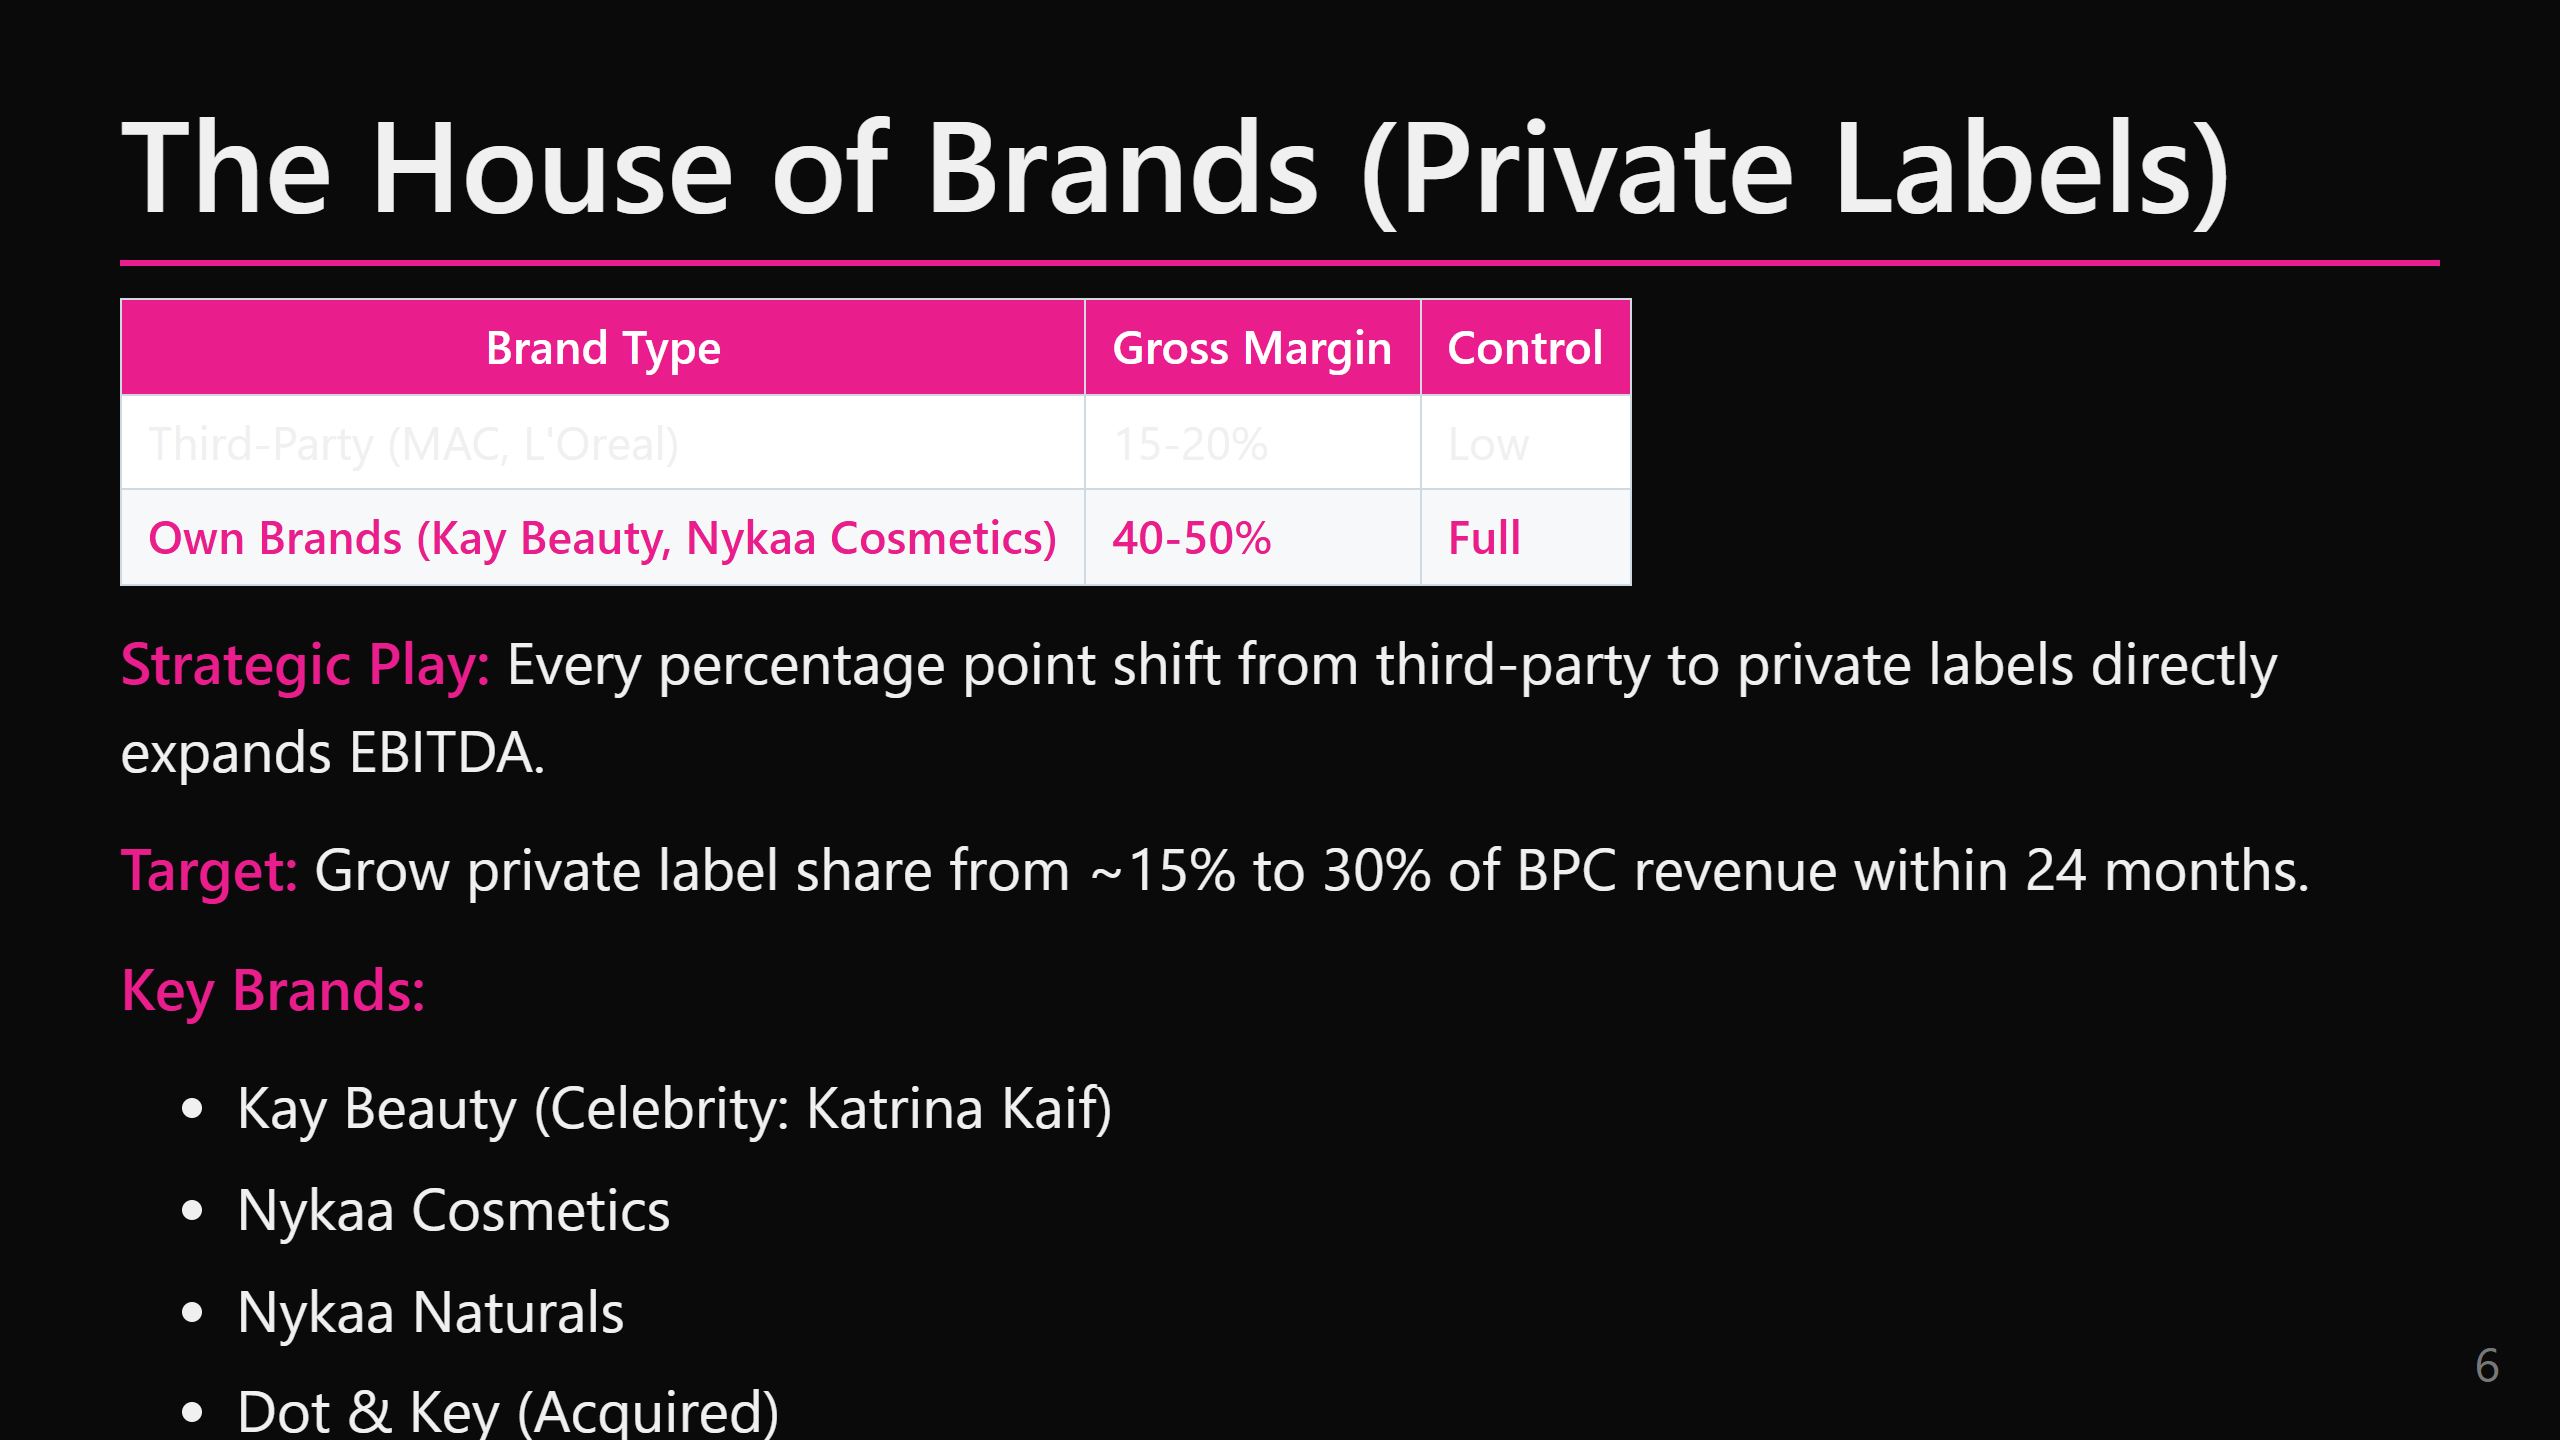 The House of Brands (Private Labels)
Brand Type Gross Margin Control
Third-Party (MAC, L'Oreal) 15-20% Low
Own Brands (Kay Beauty, Nykaa Cosmetics) 40-50% Full
Strategic Play: Every percentage point shift from third-party to private labels directly
expands EBITDA.
Target: Grow private label share from ~15% to 30% of BPC revenue within 24 months.
Key Brands:
• Kay Beauty (Celebrity: Katrina Kaif)
• Nykaa Cosmetics
• Nykaa Naturals
• Dot & Key (Acquired)
6